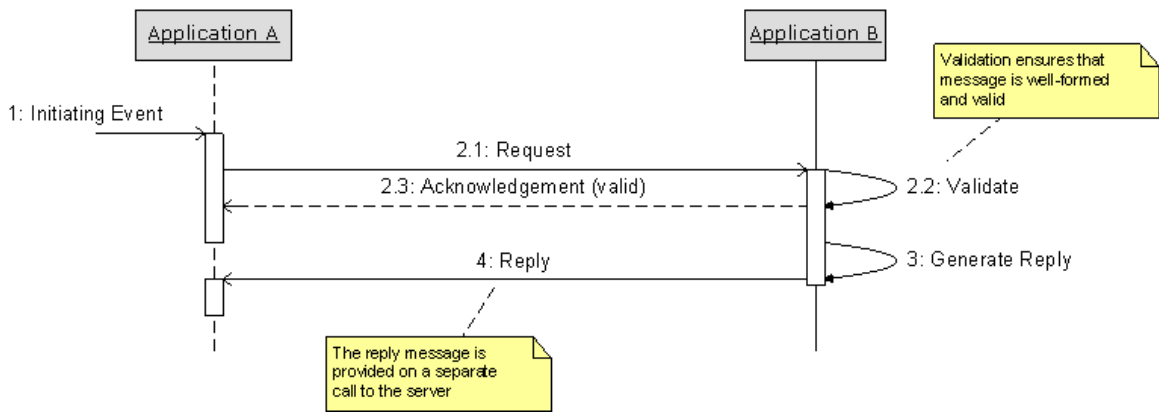 Application A
Application B
Validation ensures that
message is well-formed
and valid
1: Initiating Event
2.1: Request
2.3: Acknowledgement (valid)
2.2: Validate
4: Reply
3: Generate Reply
The reply message is
provided on a separate
call to the server